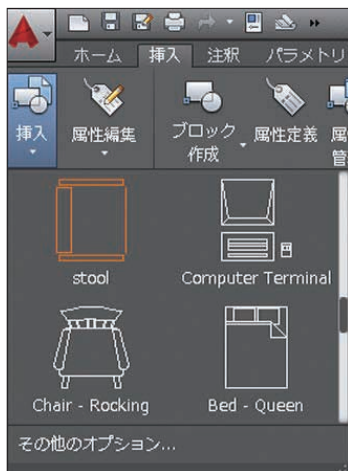 ホーム 挿入 注釈 パラメトリ
挿入 属性編集 ブロック作成 属性定義 属
管
stool Computer Terminal
Chair - Rocking Bed - Queen
その他のオプション...